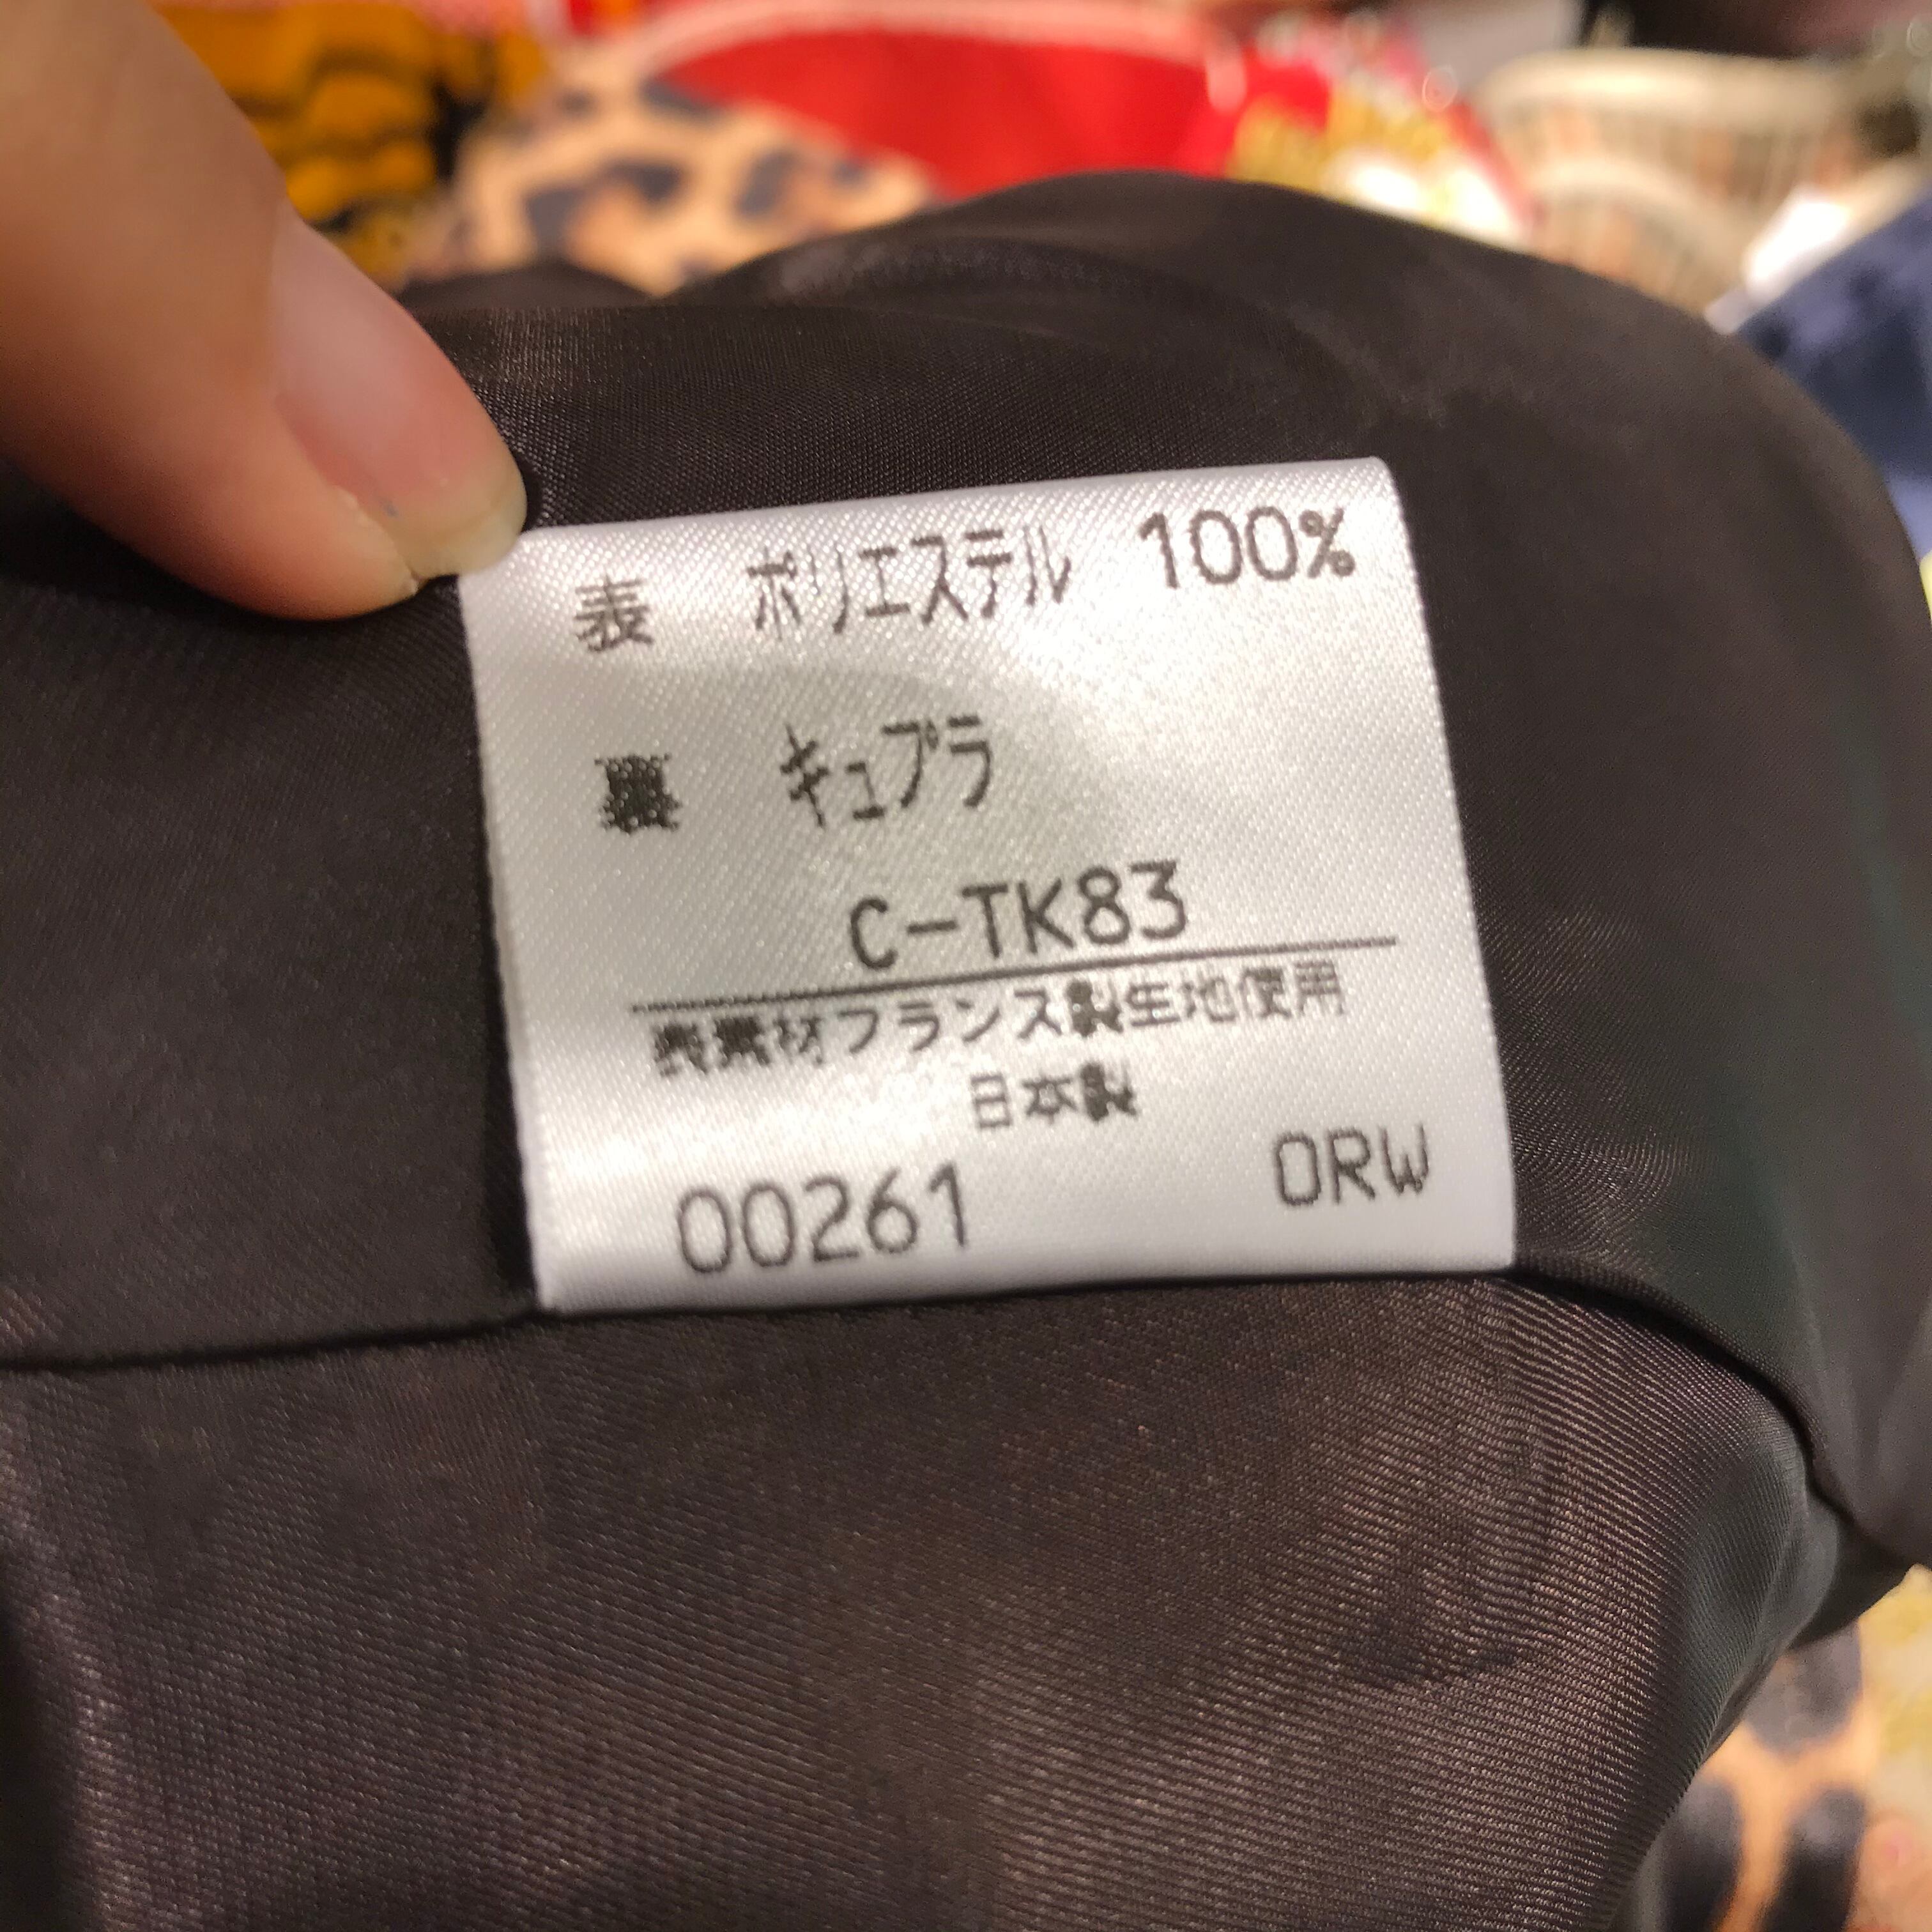 表 ポリエステル 100%
裏 キュプラ
C-TK83
表素材フランス製生地使用
日本製
00261 ORW